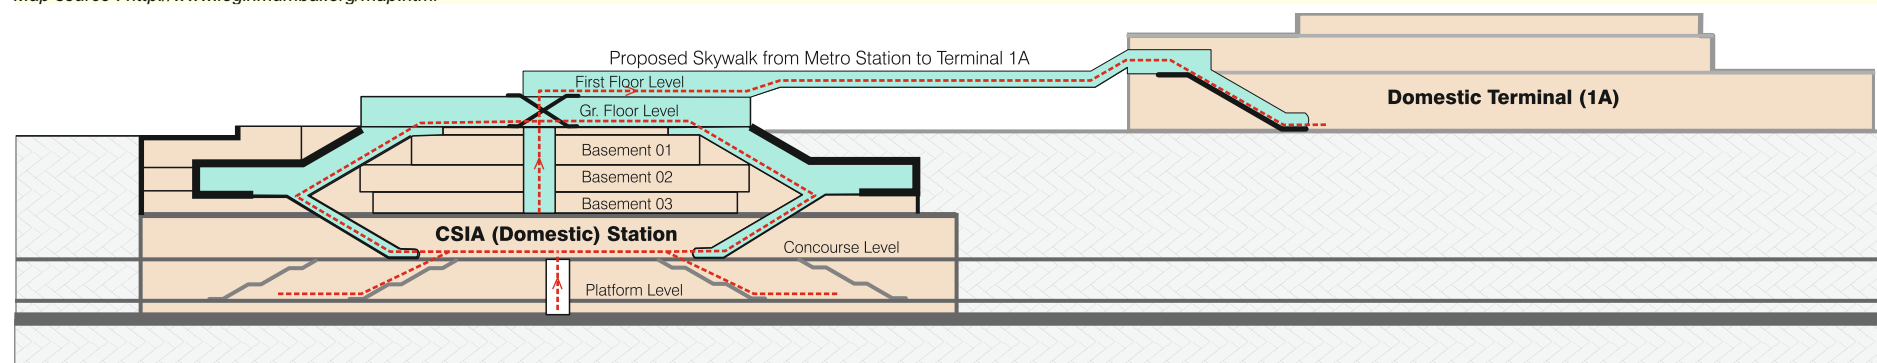 Proposed Skywalk from Metro Station to Terminal 1A
First Floor Level
Gr. Floor Level
Domestic Terminal (1A)
Basement 01
Basement 02
Basement 03
CSIA (Domestic) Station
Concourse Level
Platform Level